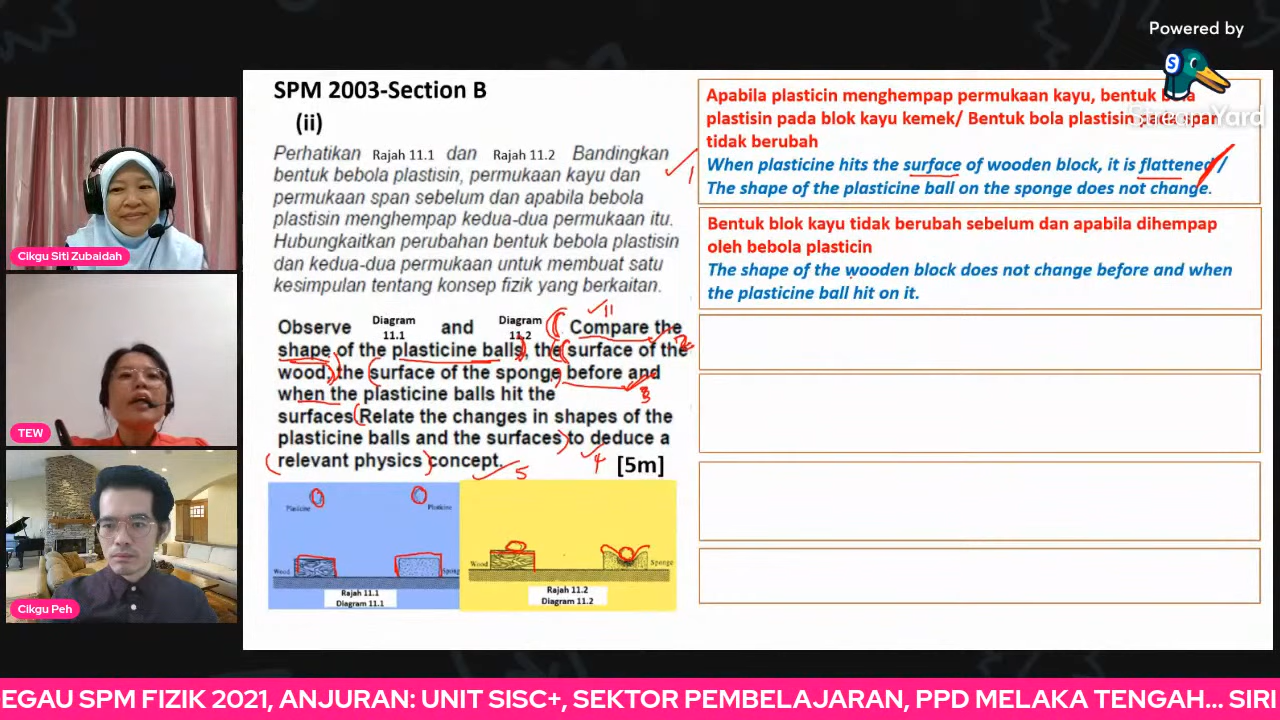 Powered by
StreamYard
SPM 2003-Section B
(ii)
Perhatikan Rajah 11.1 dan Rajah 11.2 Bandingkan
bentuk bebola plastisin, permukaan kayu dan
permukaan span sebelum dan apabila bebola
plastisin menghempap kedua-dua permukaan itu.
Hubungkaitkan perubahan bentuk bebola plastisin
dan kedua-dua permukaan untuk membuat satu
kesimpulan tentang konsep fizik yang berkaitan.
Observe Diagram 11.1 and Diagram 11.2 Compare the
shape of the plasticine balls, the surface of the
wood, the surface of the sponge before and
when the plasticine balls hit the
surfaces Relate the changes in shapes of the
plasticine balls and the surfaces to deduce a
relevant physics concept.
[5m]
1
11
2
3
4
5
Plasticine
Wood
Rajah 11.1
Diagram 11.1
Wood
Sponge
Rajah 11.2
Diagram 11.2
Apabila plasticin menghempap permukaan kayu, bentuk
plastisin pada blok kayu kemek/ Bentuk bola plastisin pada span
tidak berubah
When plasticine hits the surface of wooden block, it is flattened/
The shape of the plasticine ball on the sponge does not change.
Bentuk blok kayu tidak berubah sebelum dan apabila dihempap
oleh bebola plasticin
The shape of the wooden block does not change before and when
the plasticine ball hit on it.
Cikgu Siti Zubaidah
TEW
Cikgu Peh
EGAU SPM FIZIK 2021, ANJURAN: UNIT SISC+, SEKTOR PEMBELAJARAN, PPD MELAKA TENGAH... SIRI